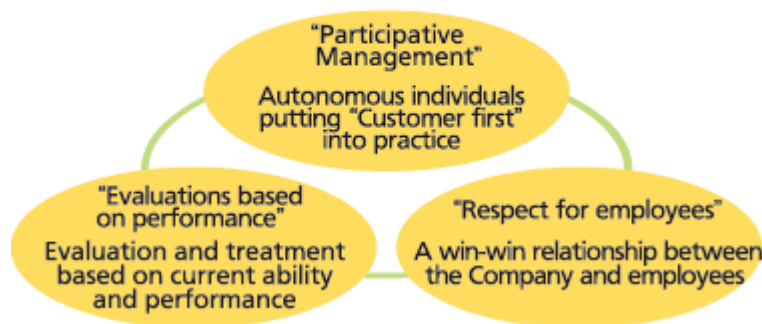 "Participative
Management"
Autonomous individuals
putting "Customer first"
into practice
"Evaluations based
on performance"
Evaluation and treatment
based on current ability
and performance
"Respect for employees"
A win-win relationship between
the Company and employees